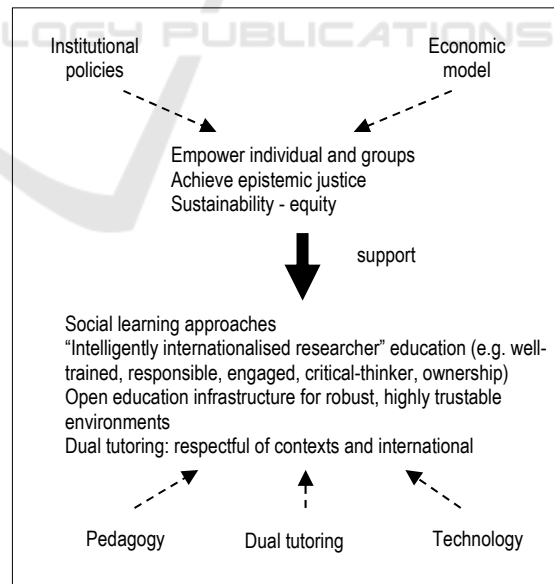 LOGY PUBLICATIONS
Institutional policies
Economic model
Empower individual and groups
Achieve epistemic justice
Sustainability - equity
support
Social learning approaches
“Intelligently internationalised researcher” education (e.g. well-
trained, responsible, engaged, critical-thinker, ownership)
Open education infrastructure for robust, highly trustable
environments
Dual tutoring: respectful of contexts and international
Pedagogy
Dual tutoring
Technology